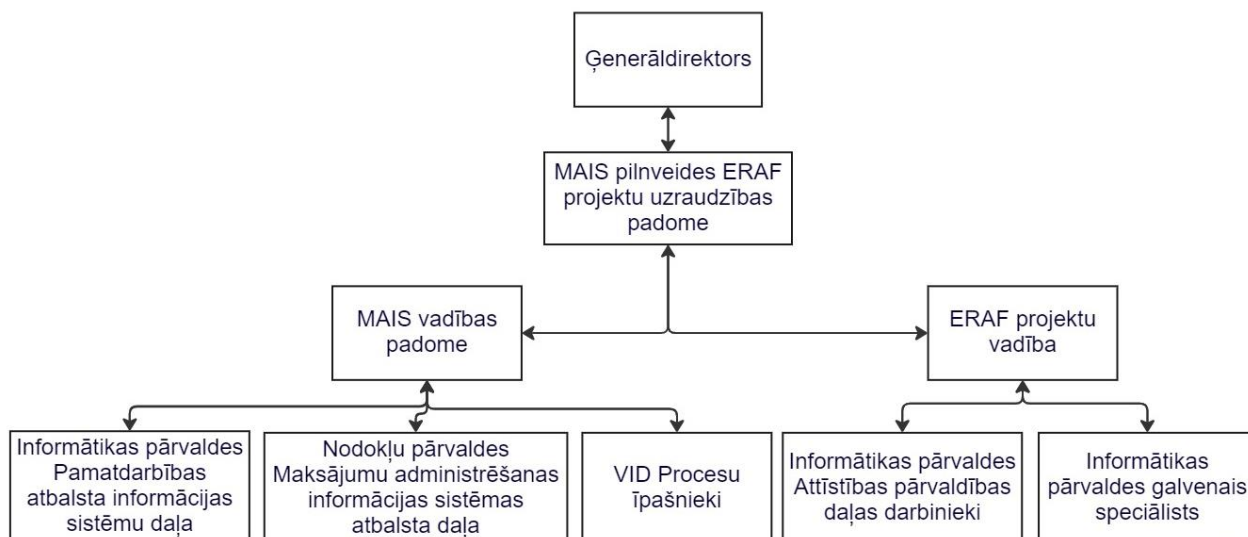 Ģenerāldirektors
MAIS pilnveides ERAF
projektu uzraudzības
padome
MAIS vadības
padome
ERAF projektu
vadība
Informātikas pārvaldes
Pamatdarbības
atbalsta informācijas
sistēmu daļa
Nodokļu pārvaldes
Maksājumu administrēšanas
informācijas sistēmas
atbalsta daļa
VID Procesu
īpašnieki
Informātikas pārvaldes
Attīstības pārvaldības
daļas darbinieki
Informātikas
pārvaldes galvenais
speciālists